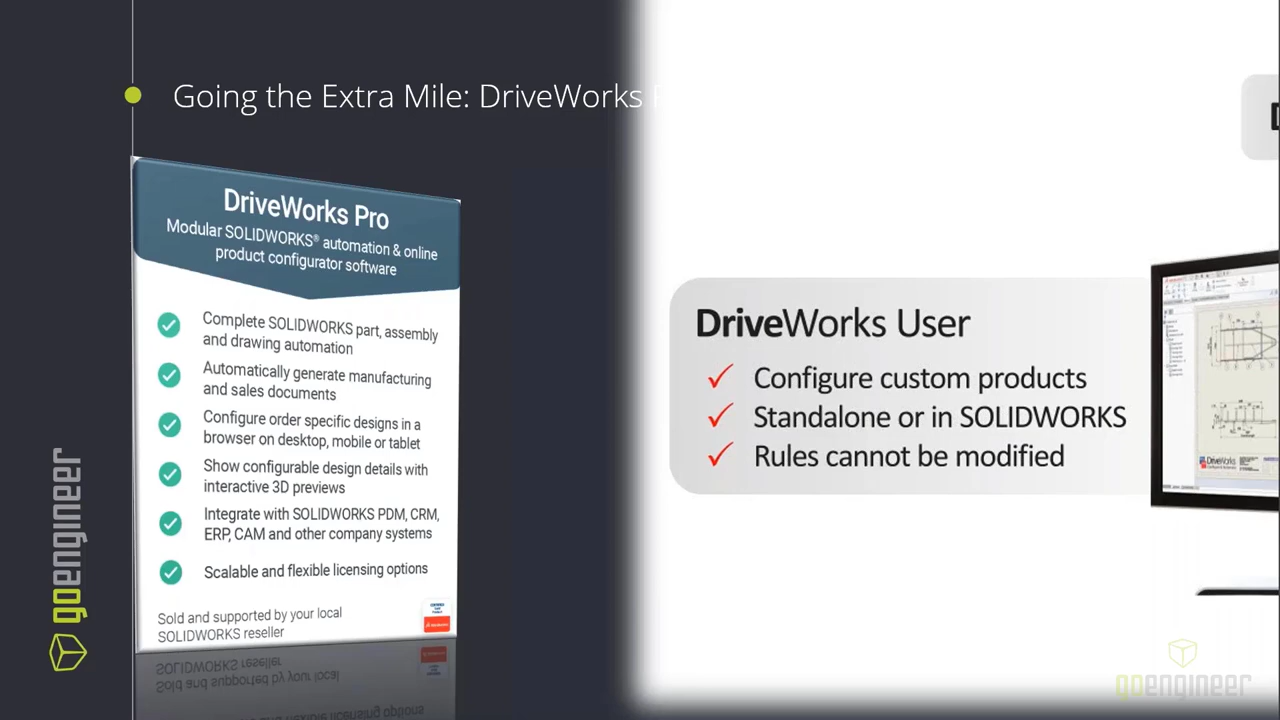 Going the Extra Mile: DriveWorks
DriveWorks Pro
Modular SOLIDWORKS® automation & online
product configurator software
Complete SOLIDWORKS part, assembly
and drawing automation
Automatically generate manufacturing
and sales documents
Configure order specific designs in a
browser on desktop, mobile or tablet
Show configurable design details with
interactive 3D previews
Integrate with SOLIDWORKS PDM, CRM,
ERP, CAM and other company systems
Scalable and flexible licensing options
Sold and supported by your local
SOLIDWORKS reseller
goengineer
DriveWorks User
Configure custom products
Standalone or in SOLIDWORKS
Rules cannot be modified
DriveWorks
goengineer